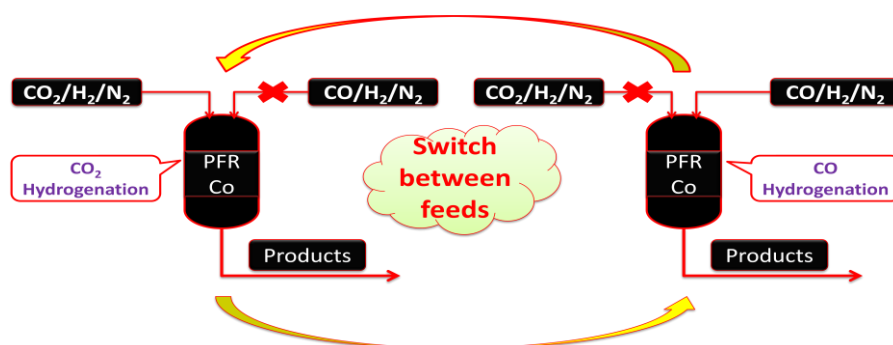 CO₂/H₂/N₂
CO/H₂/N₂
CO₂/H₂/N₂
CO/H₂/N₂
CO₂
Hydrogenation
PFR
Co
Switch
between
feeds
PFR
Co
CO
Hydrogenation
Products
Products